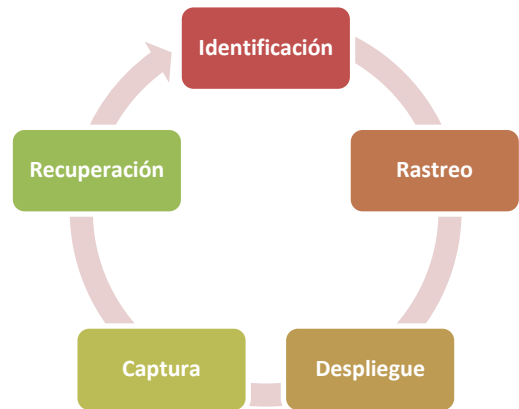 Identificación
Rastreo
Despliegue
Captura
Recuperación